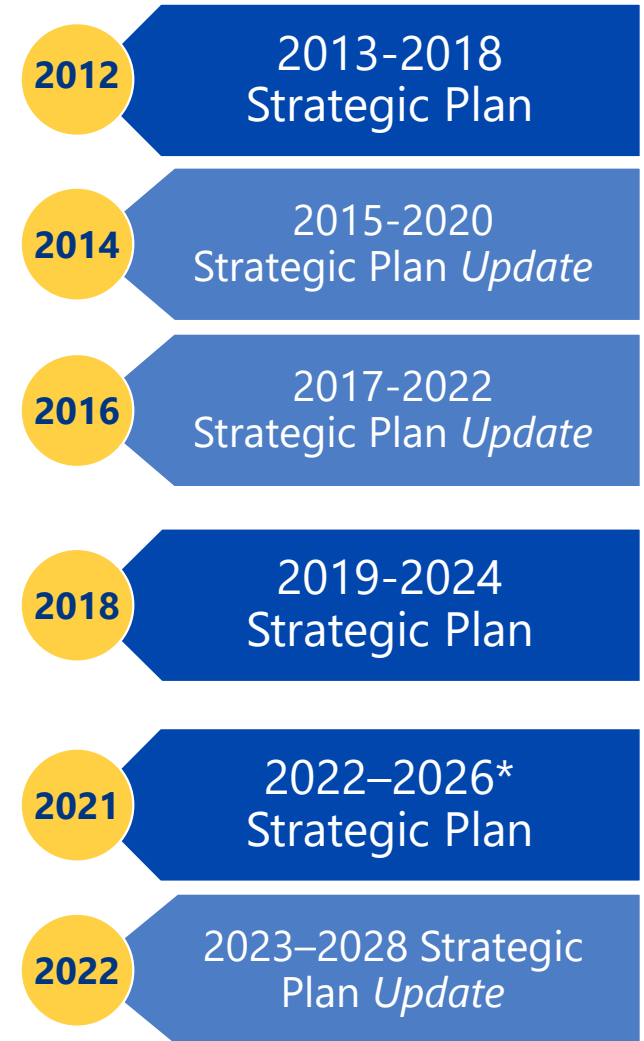 2012
2013-2018
Strategic Plan
2014
2015-2020
Strategic Plan Update
2016
2017-2022
Strategic Plan Update
2018
2019-2024
Strategic Plan
2021
2022–2026*
Strategic Plan
2022
2023–2028 Strategic
Plan Update